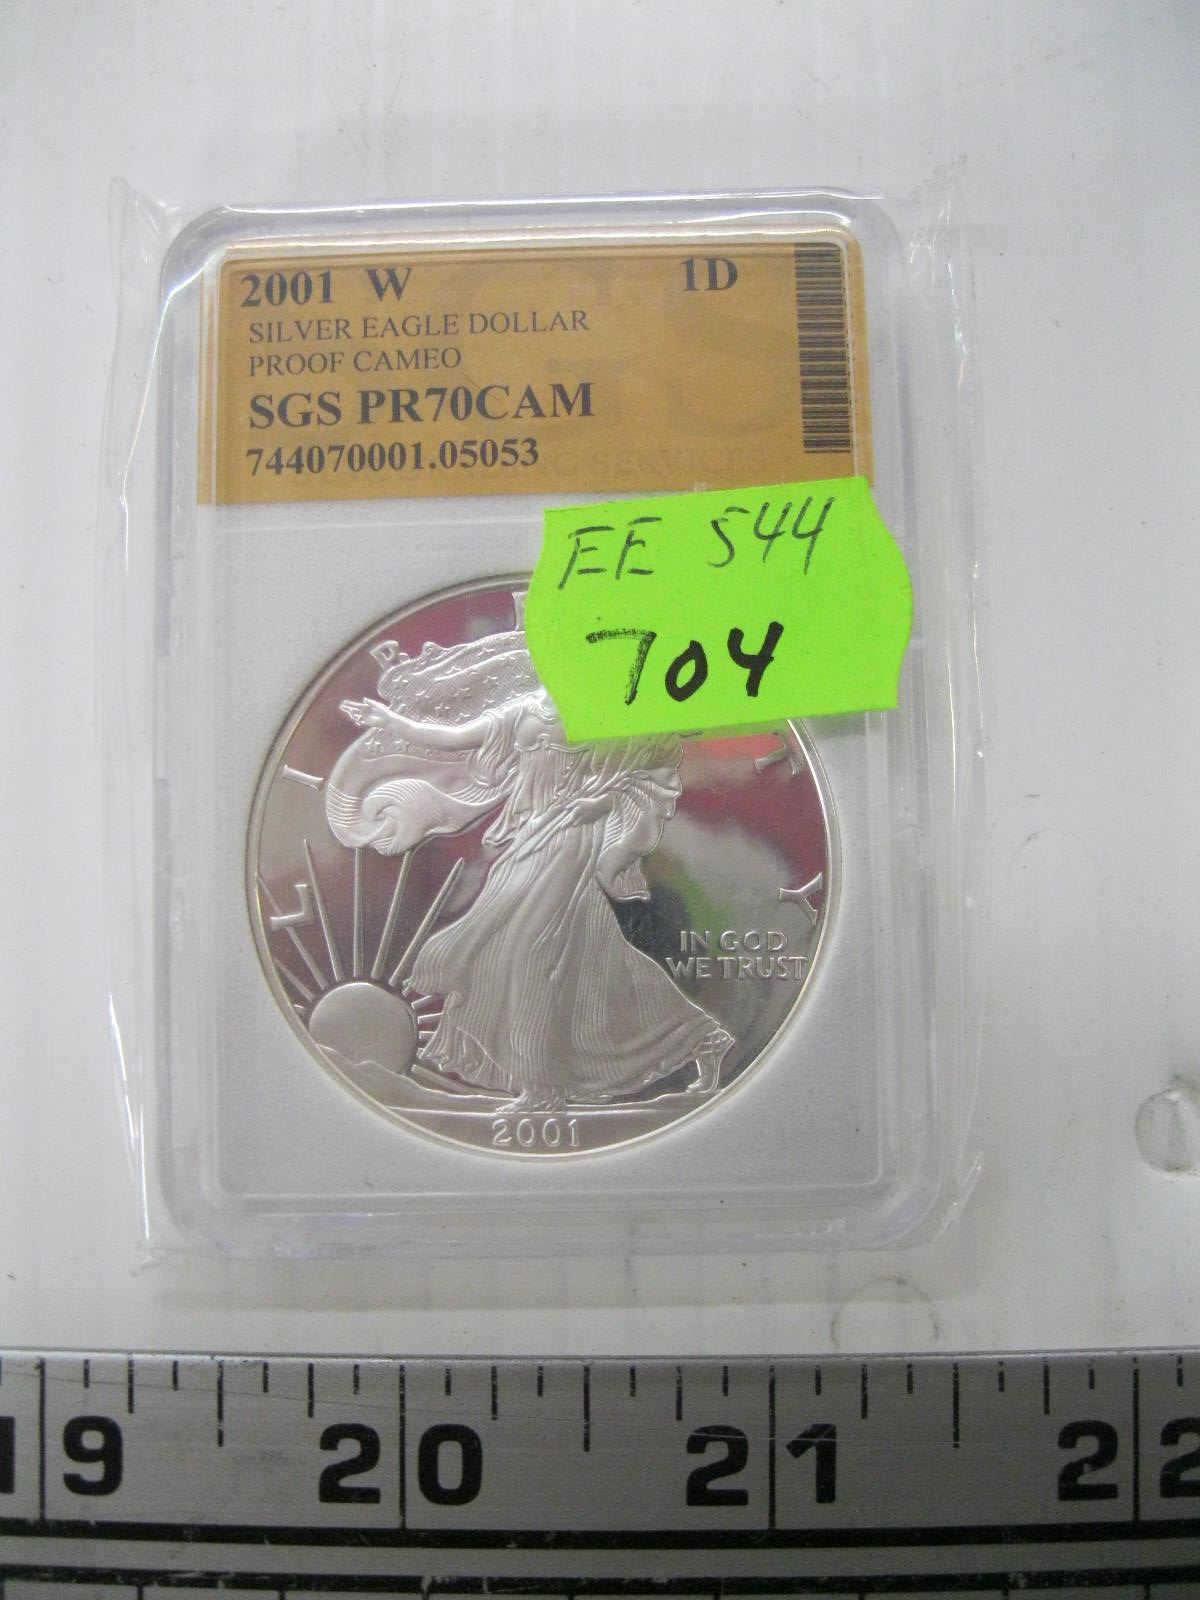 2001 W 1D
SILVER EAGLE DOLLAR
PROOF CAMEO
SGS PR70CAM
744070001.05053
EE 544
704
L I B T Y
IN GOD
WE TRUST
2001
19 20 21 22